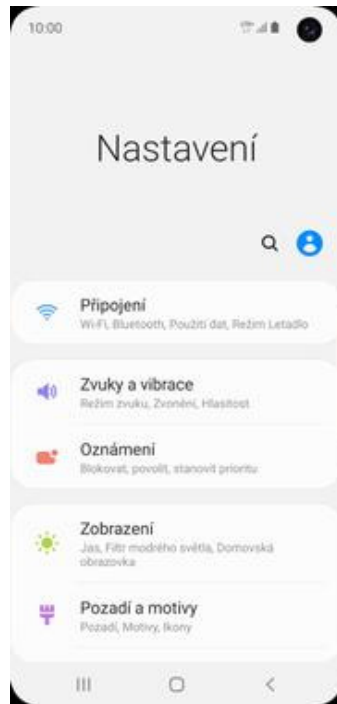 10:00
Nastavení
Připojení
Wi-Fi, Bluetooth, Použití dat, Režim Letadlo
Zvuky a vibrace
Režim zvuku, Zvonění, Hlasitost
Oznámení
Blokovat, povolit, stanovit prioritu
Zobrazení
Jas, Filtr modrého světla, Domovská
obrazovka
Pozadí a motivy
Pozadí, Motivy, Ikony